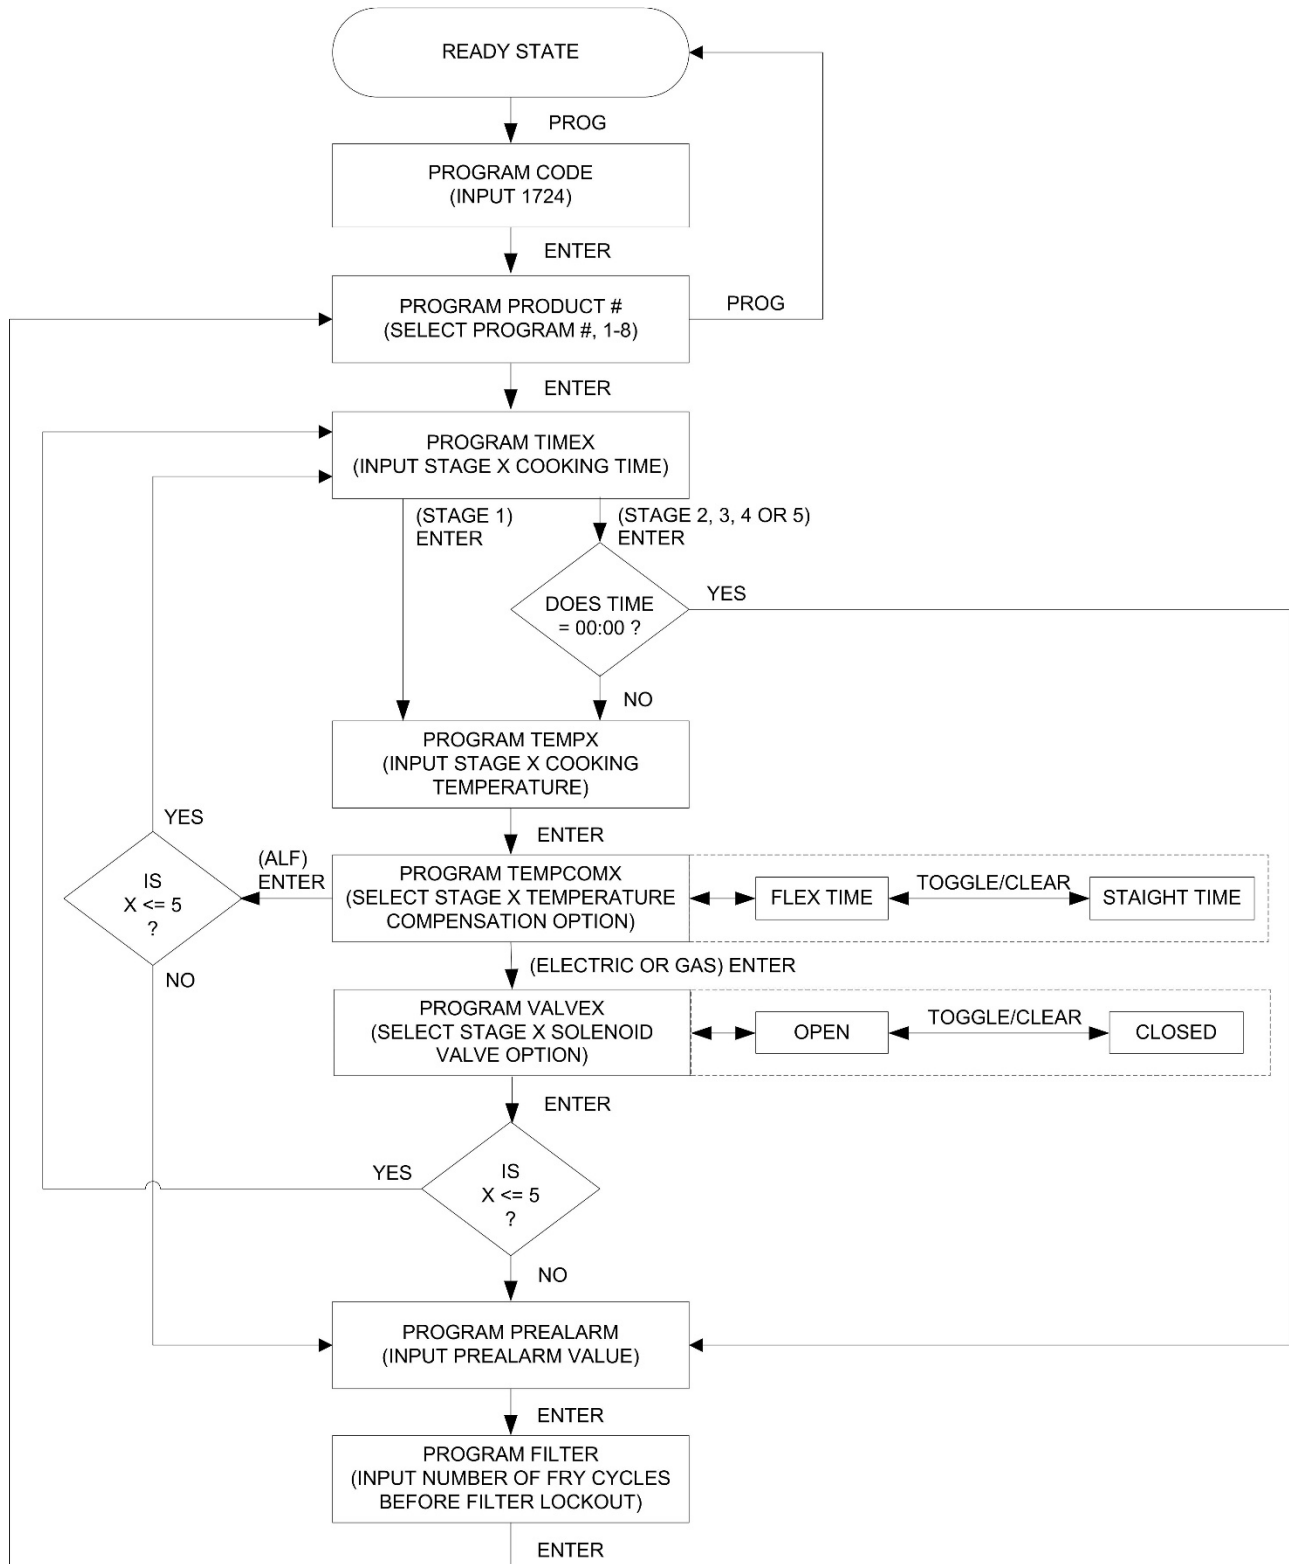 READY STATE
PROG
PROGRAM CODE
(INPUT 1724)
ENTER
PROGRAM PRODUCT #
(SELECT PROGRAM #, 1-8)
PROG
ENTER
PROGRAM TIMEX
(INPUT STAGE X COOKING TIME)
(STAGE 1)
ENTER
(STAGE 2, 3, 4 OR 5)
ENTER
DOES TIME
= 00:00 ?
YES
NO
PROGRAM TEMPX
(INPUT STAGE X COOKING
TEMPERATURE)
ENTER
YES
IS
X <= 5
?
NO
(ALF)
ENTER
PROGRAM TEMPCOMX
(SELECT STAGE X TEMPERATURE
COMPENSATION OPTION)
FLEX TIME
TOGGLE/CLEAR
STAIGHT TIME
(ELECTRIC OR GAS) ENTER
PROGRAM VALVEX
(SELECT STAGE X SOLENOID
VALVE OPTION)
OPEN
TOGGLE/CLEAR
CLOSED
ENTER
YES
IS
X <= 5
?
NO
PROGRAM PREALARM
(INPUT PREALARM VALUE)
ENTER
PROGRAM FILTER
(INPUT NUMBER OF FRY CYCLES
BEFORE FILTER LOCKOUT)
ENTER